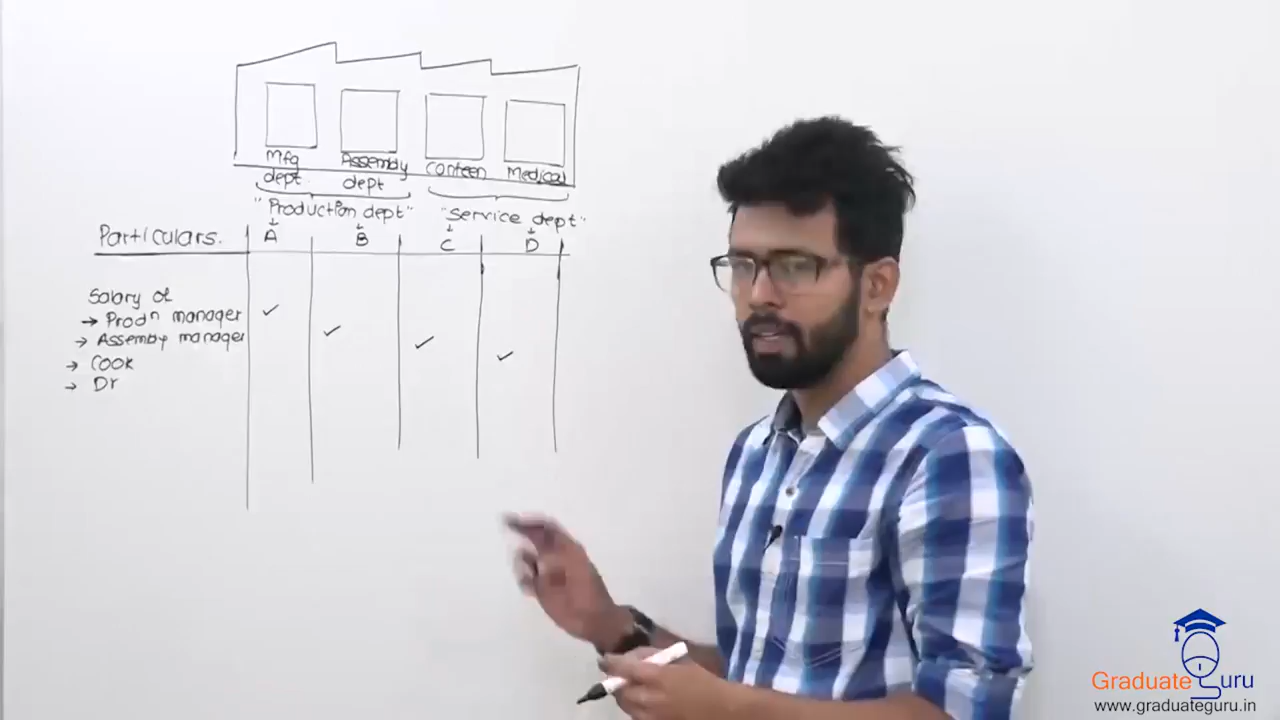 Mfg Assembly Canteen Medical
dept. dept
"Production dept" "Service dept"
Particulars. A B C D
Salary of
→ Prodⁿ manager
→ Assemby manager
→ Cook
→ Dr
Graduate Guru
www.graduateguru.in